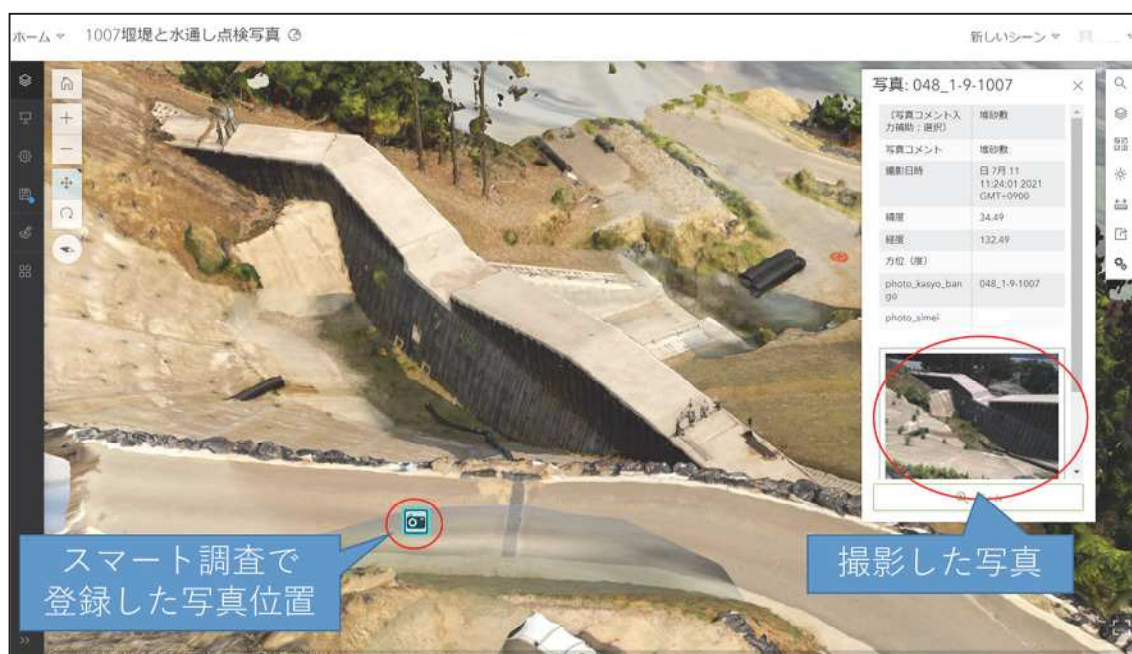 ホーム
1007堰堤と水通し点検写真
新しいシーン
写真: 048_1-9-1007
(写真コメント入
力補助:選択)
堆砂敷
写真コメント
堆砂敷
撮影日時
日 7月 11
11:24:01 2021
GMT+0900
緯度
34.49
経度
132.49
方位(度)
photo_kasyo_ban
go
048_1-9-1007
photo_simei
スマート調査で
登録した写真位置
撮影した写真